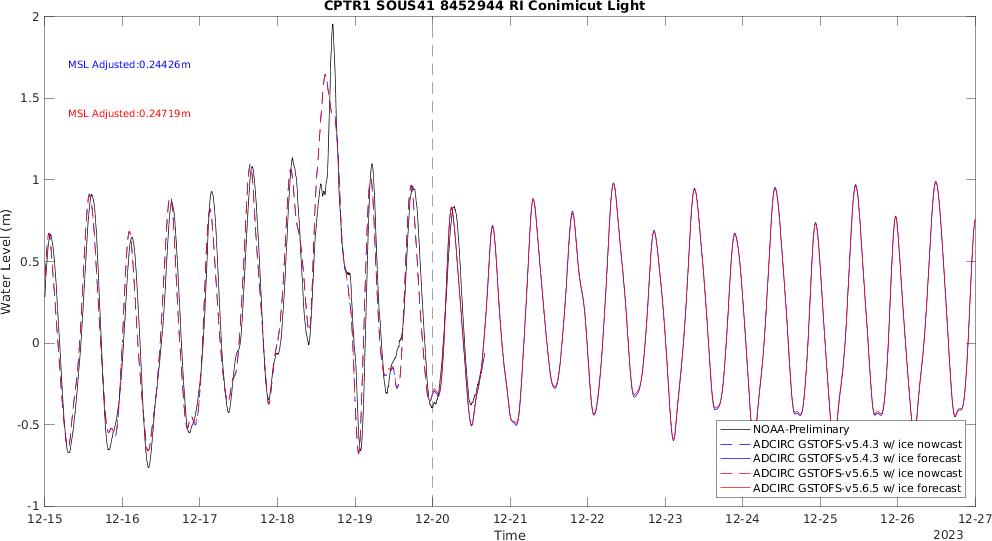 CPTR1 SOUS41 8452944 RI Conimicut Light
2
1.5
1
0.5
0
-0.5
-1
Water Level (m)
MSL Adjusted:0.24426m
MSL Adjusted:0.24719m
NOAA-Preliminary
ADCIRC GSTOFS-v5.4.3 w/ ice nowcast
ADCIRC GSTOFS-v5.4.3 w/ ice forecast
ADCIRC GSTOFS-v5.6.5 w/ ice nowcast
ADCIRC GSTOFS-v5.6.5 w/ ice forecast
12-15 12-16 12-17 12-18 12-19 12-20 12-21 12-22 12-23 12-24 12-25 12-26 12-27
Time
2023